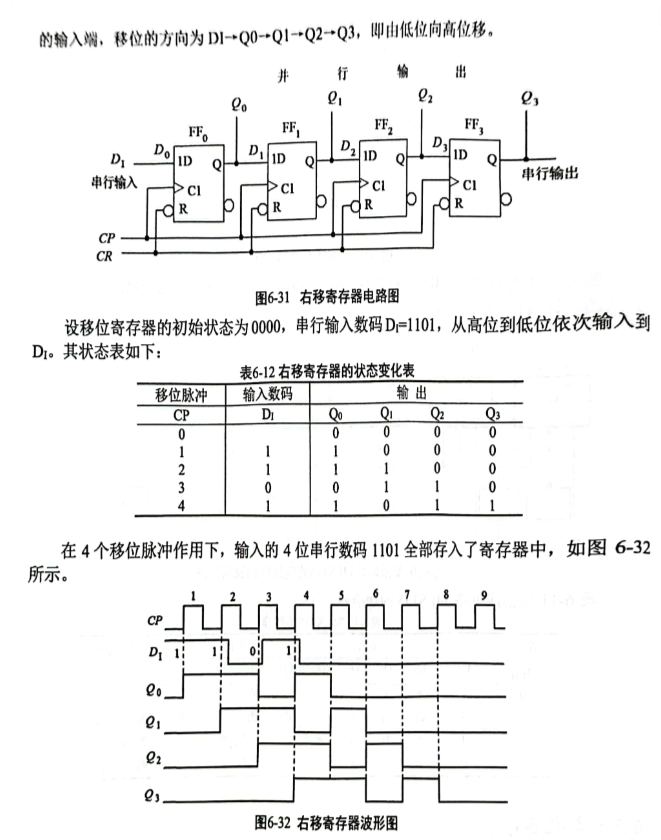 的输入端，移位的方向为 DI→Q0→Q1→Q2→Q3，即由低位向高位移。
并 行 输 出
Q₀ Q₁ Q₂ Q₃
FF₀ FF₁ FF₂ FF₃
D₁ D₀ 1D Q D₁ 1D Q D₂ 1D Q D₃ 1D Q
串行输入 C1 C1 C1 C1 串行输出
R R R R
CP
CR
图6-31 右移寄存器电路图
设移位寄存器的初始状态为 0000，串行输入数码 Dᵢ=1101，从高位到低位依次输入到
Dᵢ。其状态表如下：
表6-12 右移寄存器的状态变化表
移位脉冲 输入数码 输 出
CP Dᵢ Q₀ Q₁ Q₂ Q₃
0 0 0 0 0
1 1 1 0 0 0
2 1 1 1 0 0
3 0 0 1 1 0
4 1 1 0 1 1
在 4 个移位脉冲作用下，输入的 4 位串行数码 1101 全部存入了寄存器中，如图 6-32
所示。
1 2 3 4 5 6 7 8 9
CP
Dᵢ 1 1 0 1
Q₀
Q₁
Q₂
Q₃
图6-32 右移寄存器波形图